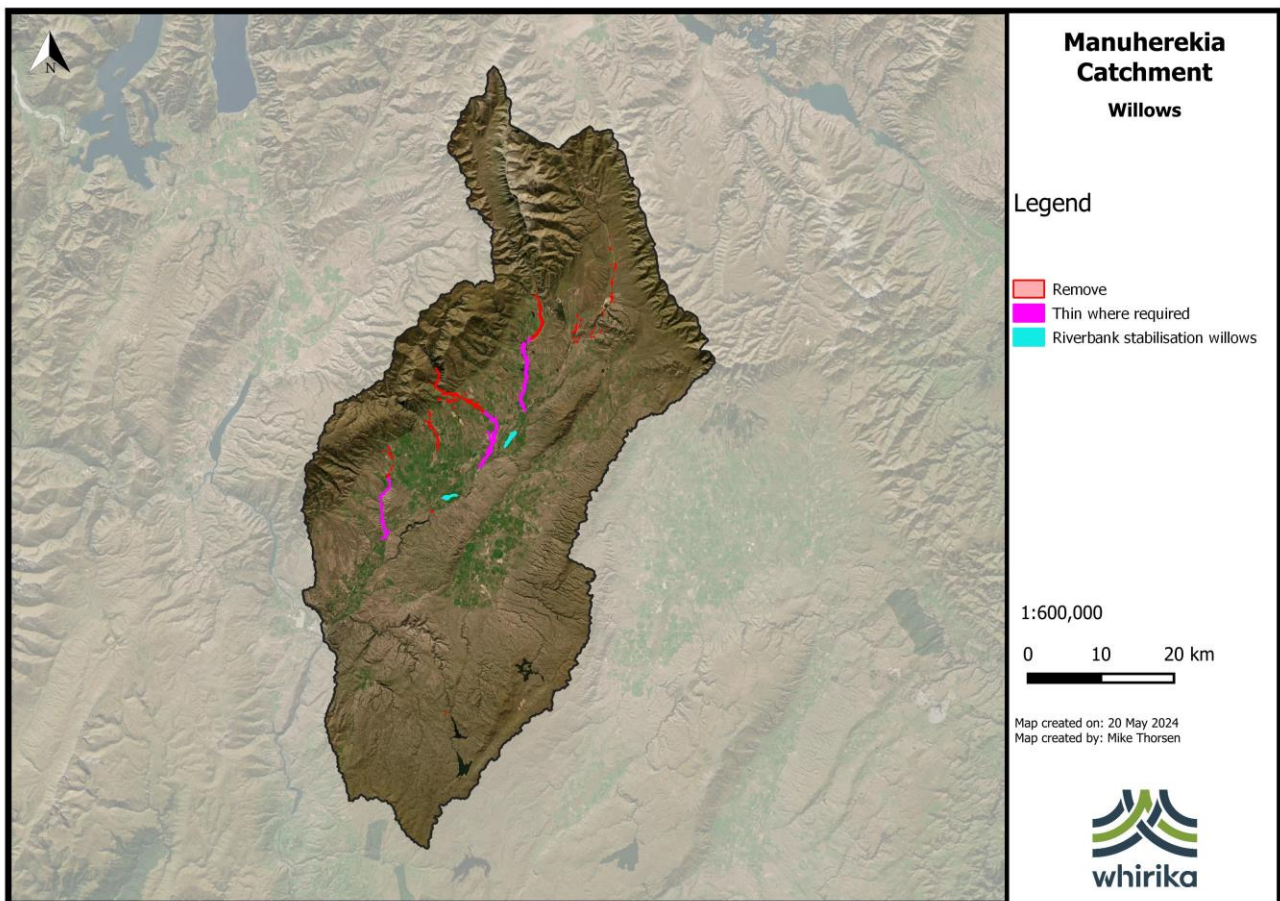 N
Manuherekia
Catchment
Willows
Legend
Remove
Thin where required
Riverbank stabilisation willows
1:600,000
0 10 20 km
Map created on: 20 May 2024
Map created by: Mike Thorsen
whirika